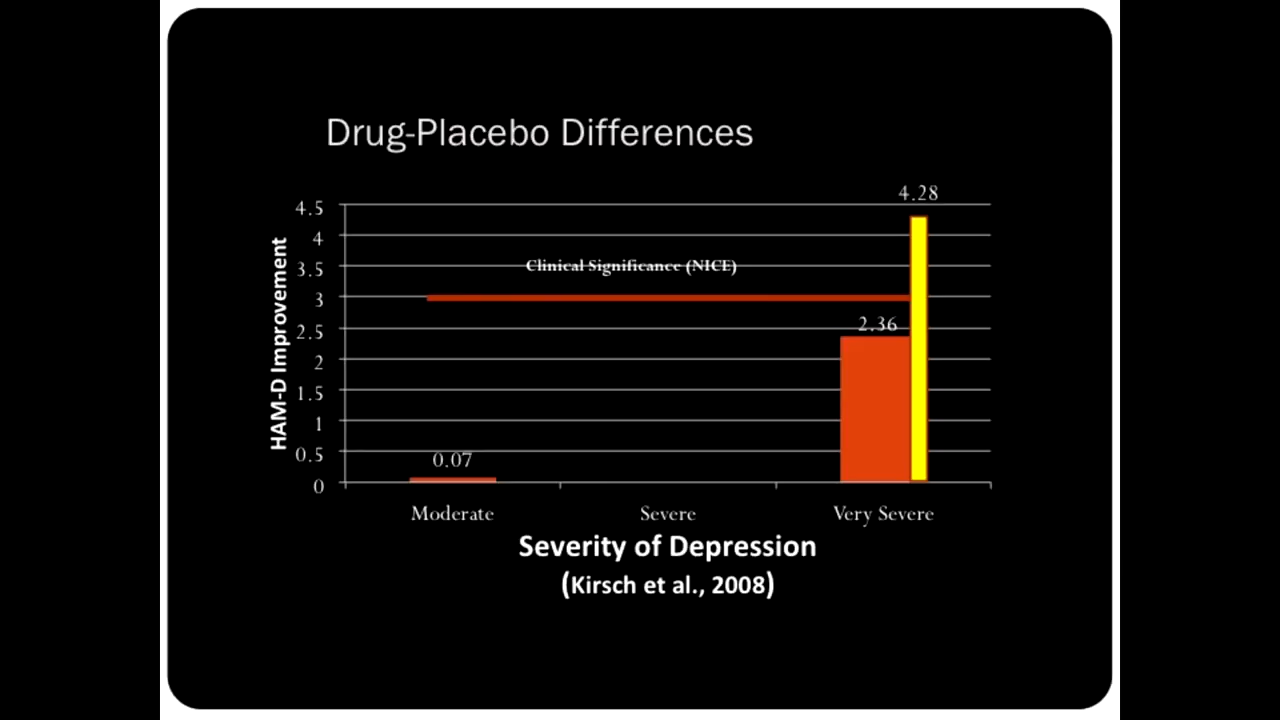 Drug-Placebo Differences
4.28
4.5
4
3.5
Clinical Significance (NICE)
3
2.36
2.5
2
1.5
1
0.5
0.07
0
HAM-D Improvement
Moderate
Severe
Very Severe
Severity of Depression
(Kirsch et al., 2008)